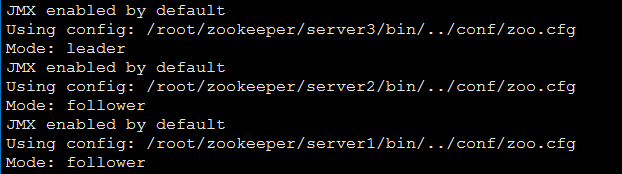 JMX enabled by default
Using config: /root/zookeeper/server3/bin/../conf/zoo.cfg
Mode: leader
JMX enabled by default
Using config: /root/zookeeper/server2/bin/../conf/zoo.cfg
Mode: follower
JMX enabled by default
Using config: /root/zookeeper/server1/bin/../conf/zoo.cfg
Mode: follower